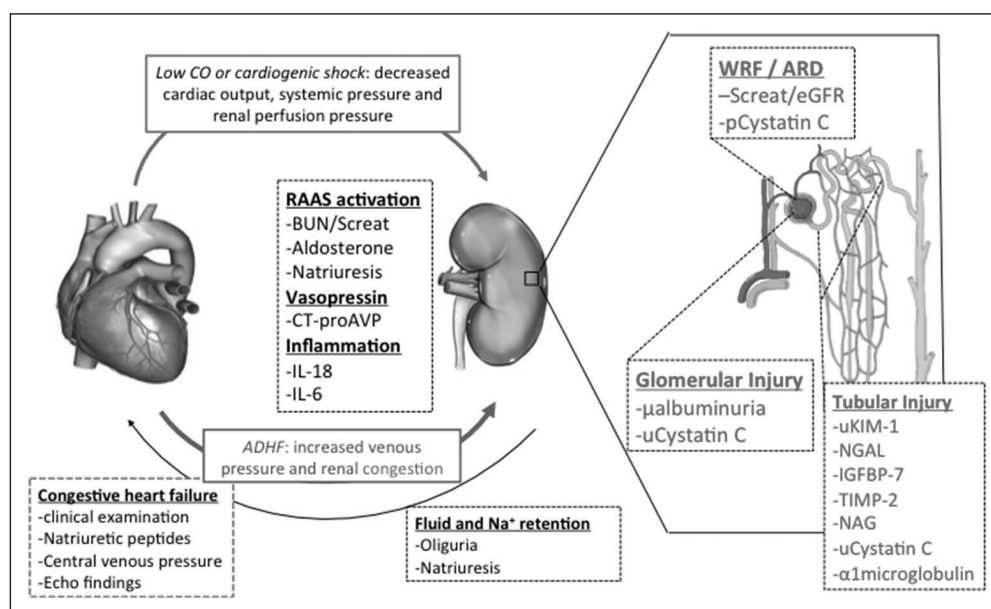 Low CO or cardiogenic shock: decreased
cardiac output, systemic pressure and
renal perfusion pressure
RAAS activation
-BUN/Screat
-Aldosterone
-Natriuresis
Vasopressin
-CT-proAVP
Inflammation
-IL-18
-IL-6
ADHF: increased venous
pressure and renal congestion
Congestive heart failure
-clinical examination
-Natriuretic peptides
-Central venous pressure
-Echo findings
Fluid and Na⁺ retention
-Oliguria
-Natriuresis
WRF / ARD
–Screat/eGFR
-pCystatin C
Glomerular Injury
-μalbuminuria
-uCystatin C
Tubular Injury
-uKIM-1
-NGAL
-IGFBP-7
-TIMP-2
-NAG
-uCystatin C
-α1microglobulin